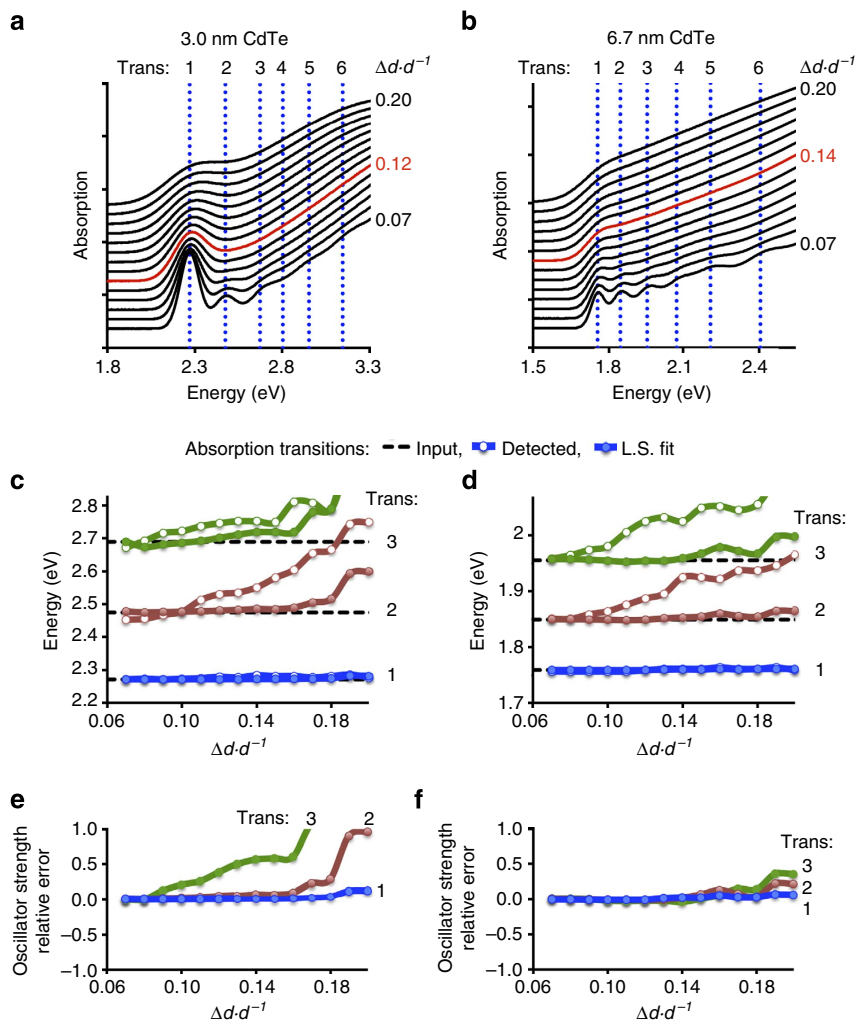 a
3.0 nm CdTe
Trans: 1 2 3 4 5 6 Δd·d⁻¹
0.20
0.12
0.07
Absorption
1.8 2.3 2.8 3.3
Energy (eV)
b
6.7 nm CdTe
Trans: 1 2 3 4 5 6 Δd·d⁻¹
0.20
0.14
0.07
Absorption
1.5 1.8 2.1 2.4
Energy (eV)
Absorption transitions: Input, Detected, L.S. fit
c
Trans:
3
2
1
2.8
2.7
2.6
2.5
2.4
2.3
2.2
Energy (eV)
0.06 0.10 0.14 0.18
Δd·d⁻¹
d
Trans:
3
2
1
2
1.9
1.8
1.7
Energy (eV)
0.06 0.10 0.14 0.18
Δd·d⁻¹
e
Trans: 3 2
1
1.0
0.5
0.0
−0.5
−1.0
Oscillator strength
relative error
0.06 0.10 0.14 0.18
Δd·d⁻¹
f
Trans:
3
2
1
1.0
0.5
0.0
−0.5
−1.0
Oscillator strength
relative error
0.06 0.10 0.14 0.18
Δd·d⁻¹